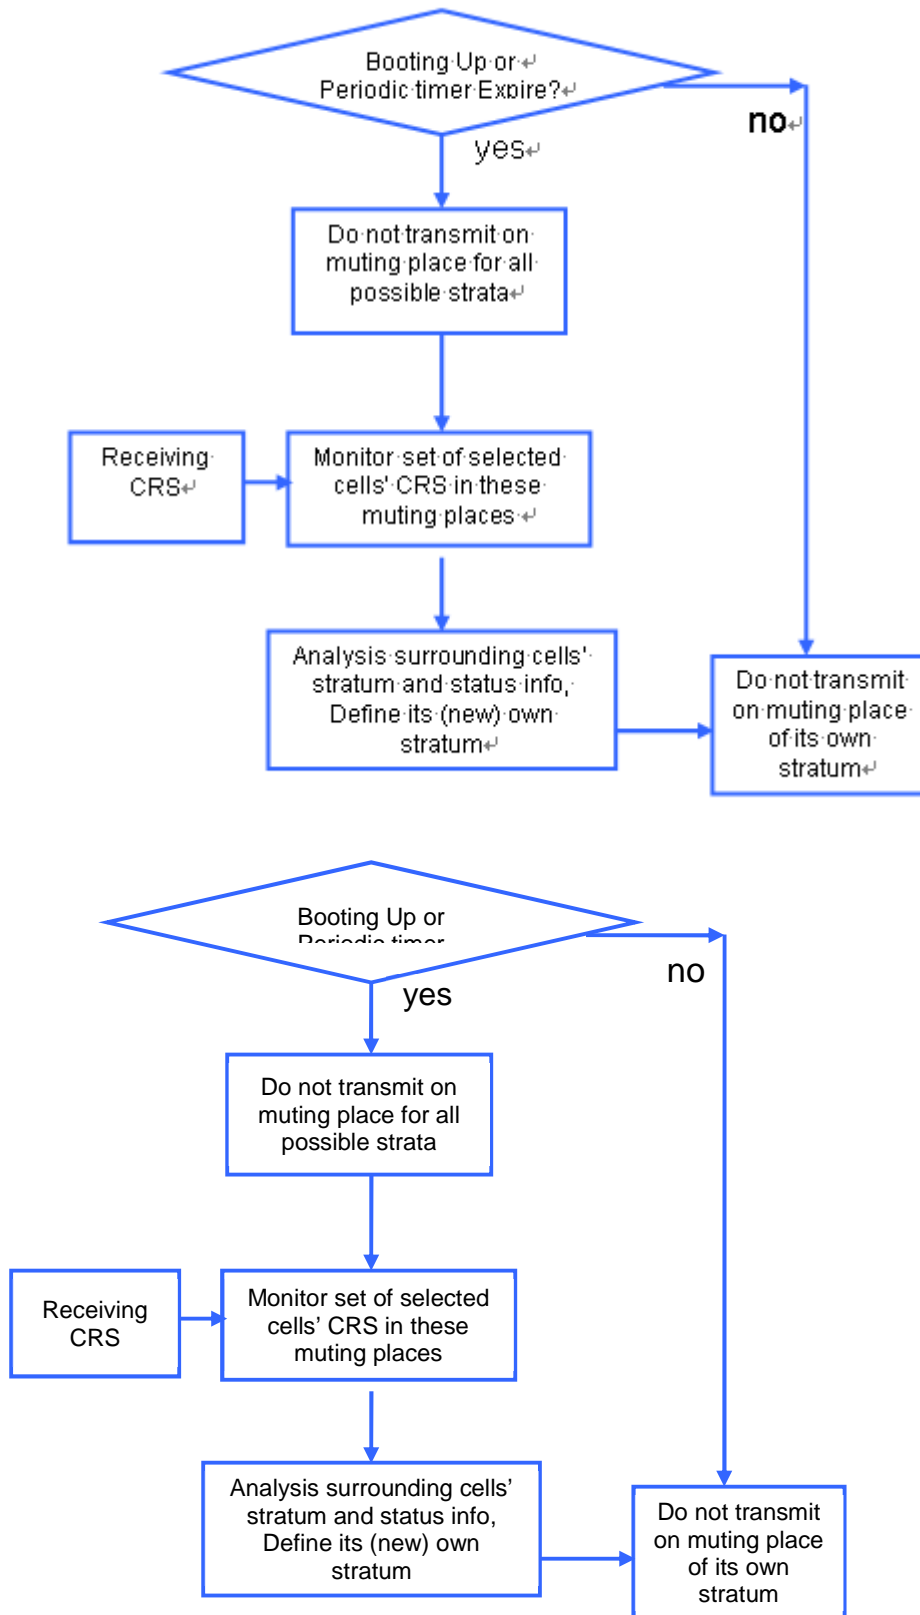 Booting Up or
Periodic timer Expire?
yes
no
Do not transmit on
muting place for all
possible strata
Receiving
CRS
Monitor set of selected
cells' CRS in these
muting places
Analysis surrounding cells'
stratum and status info,
Define its (new) own
stratum
Do not transmit
on muting place
of its own
stratum
Booting Up or
Periodic timer
yes
no
Do not transmit on
muting place for all
possible strata
Receiving
CRS
Monitor set of selected
cells’ CRS in these
muting places
Analysis surrounding cells’
stratum and status info,
Define its (new) own
stratum
Do not transmit
on muting place
of its own
stratum